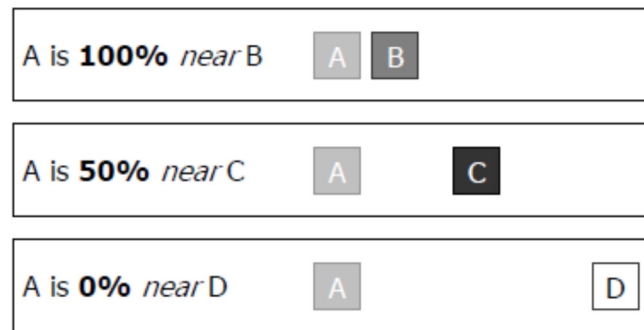 A is 100% near B A B
A is 50% near C A C
A is 0% near D A D